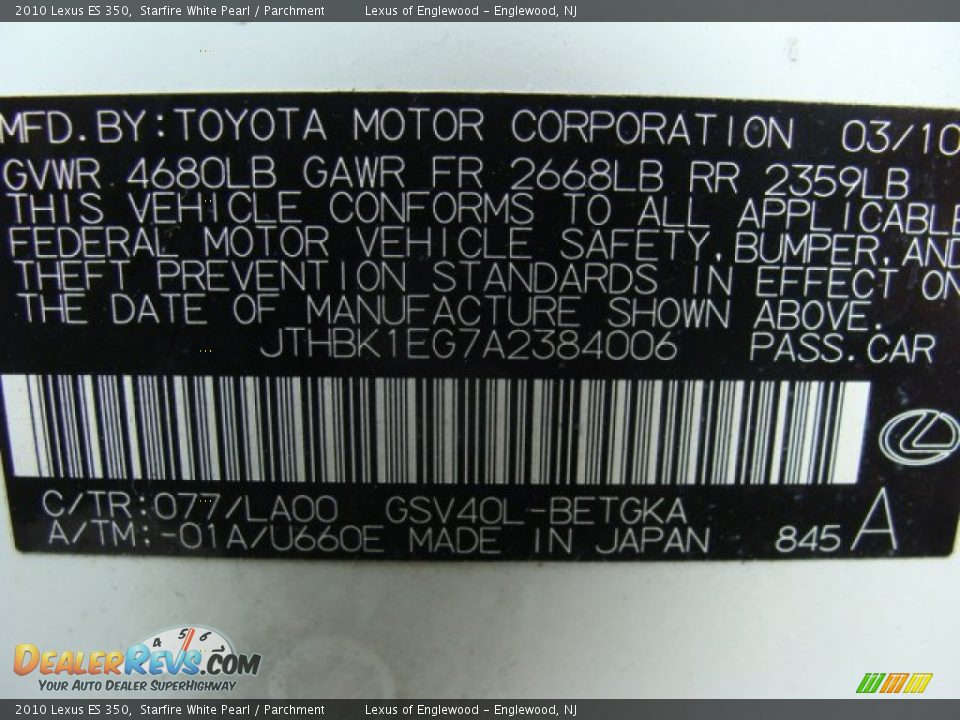 2010 Lexus ES 350, Starfire White Pearl / Parchment Lexus of Englewood - Englewood, NJ
MFD.BY:TOYOTA MOTOR CORPORATION 03/10
GVWR 4680LB GAWR FR 2668LB RR 2359LB
THIS VEHICLE CONFORMS TO ALL APPLICABLE
FEDERAL MOTOR VEHICLE SAFETY,BUMPER,AND
THEFT PREVENTION STANDARDS IN EFFECT ON
THE DATE OF MANUFACTURE SHOWN ABOVE.
JTHBK1EG7A2384006 PASS.CAR
C/TR:077/LA00 GSV40L-BETGKA
A/TM:-01A/U660E MADE IN JAPAN 845 A
4 5 6
DEALERREVS.COM
YOUR AUTO DEALER SUPERHIGHWAY
2010 Lexus ES 350, Starfire White Pearl / Parchment Lexus of Englewood - Englewood, NJ